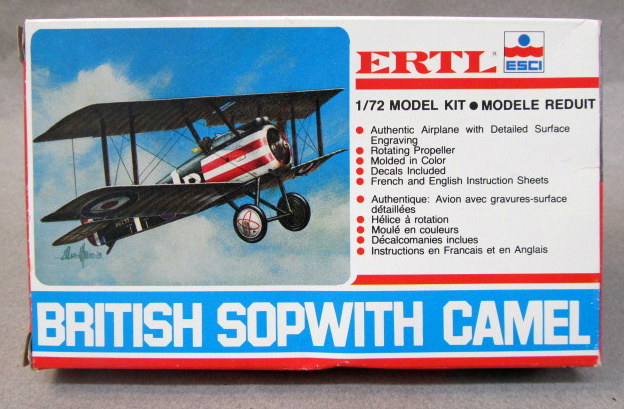 ERTL
ESCI
1/72 MODEL KIT ● MODELE REDUIT
● Authentic Airplane with Detailed Surface
Engraving
● Rotating Propeller
● Molded in Color
● Decals Included
● French and English Instruction Sheets
● Authentique: Avion avec gravures-surface
détaillées
● Hélice à rotation
● Moulé en couleurs
● Décalcomanies inclues
● Instructions en Francais et en Anglais
BRITISH SOPWITH CAMEL